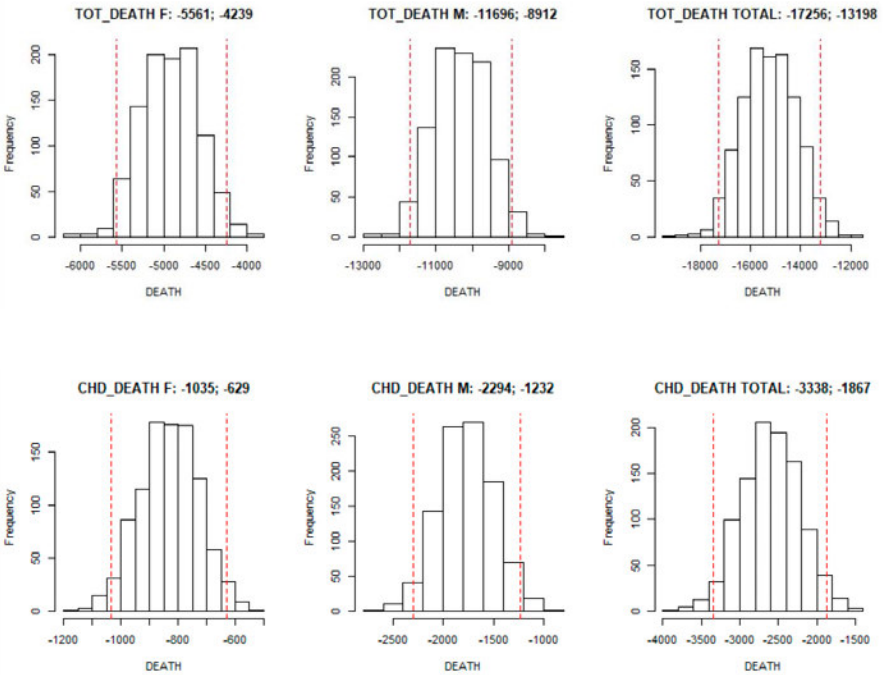 TOT_DEATH F: -5561; -4239
Frequency
0 50 100 150 200
-6000 -5500 -5000 -4500 -4000
DEATH
TOT_DEATH M: -11696; -8912
Frequency
0 50 100 150 200
-13000 -11000 -9000
DEATH
TOT_DEATH TOTAL: -17256; -13198
Frequency
0 50 100 150
-18000 -16000 -14000 -12000
DEATH
CHD_DEATH F: -1035; -629
Frequency
0 50 100 150
-1200 -1000 -800 -600
DEATH
CHD_DEATH M: -2294; -1232
Frequency
0 50 100 150 200 250
-2500 -2000 -1500 -1000
DEATH
CHD_DEATH TOTAL: -3338; -1867
Frequency
0 50 100 150 200
-4000 -3500 -3000 -2500 -2000 -1500
DEATH